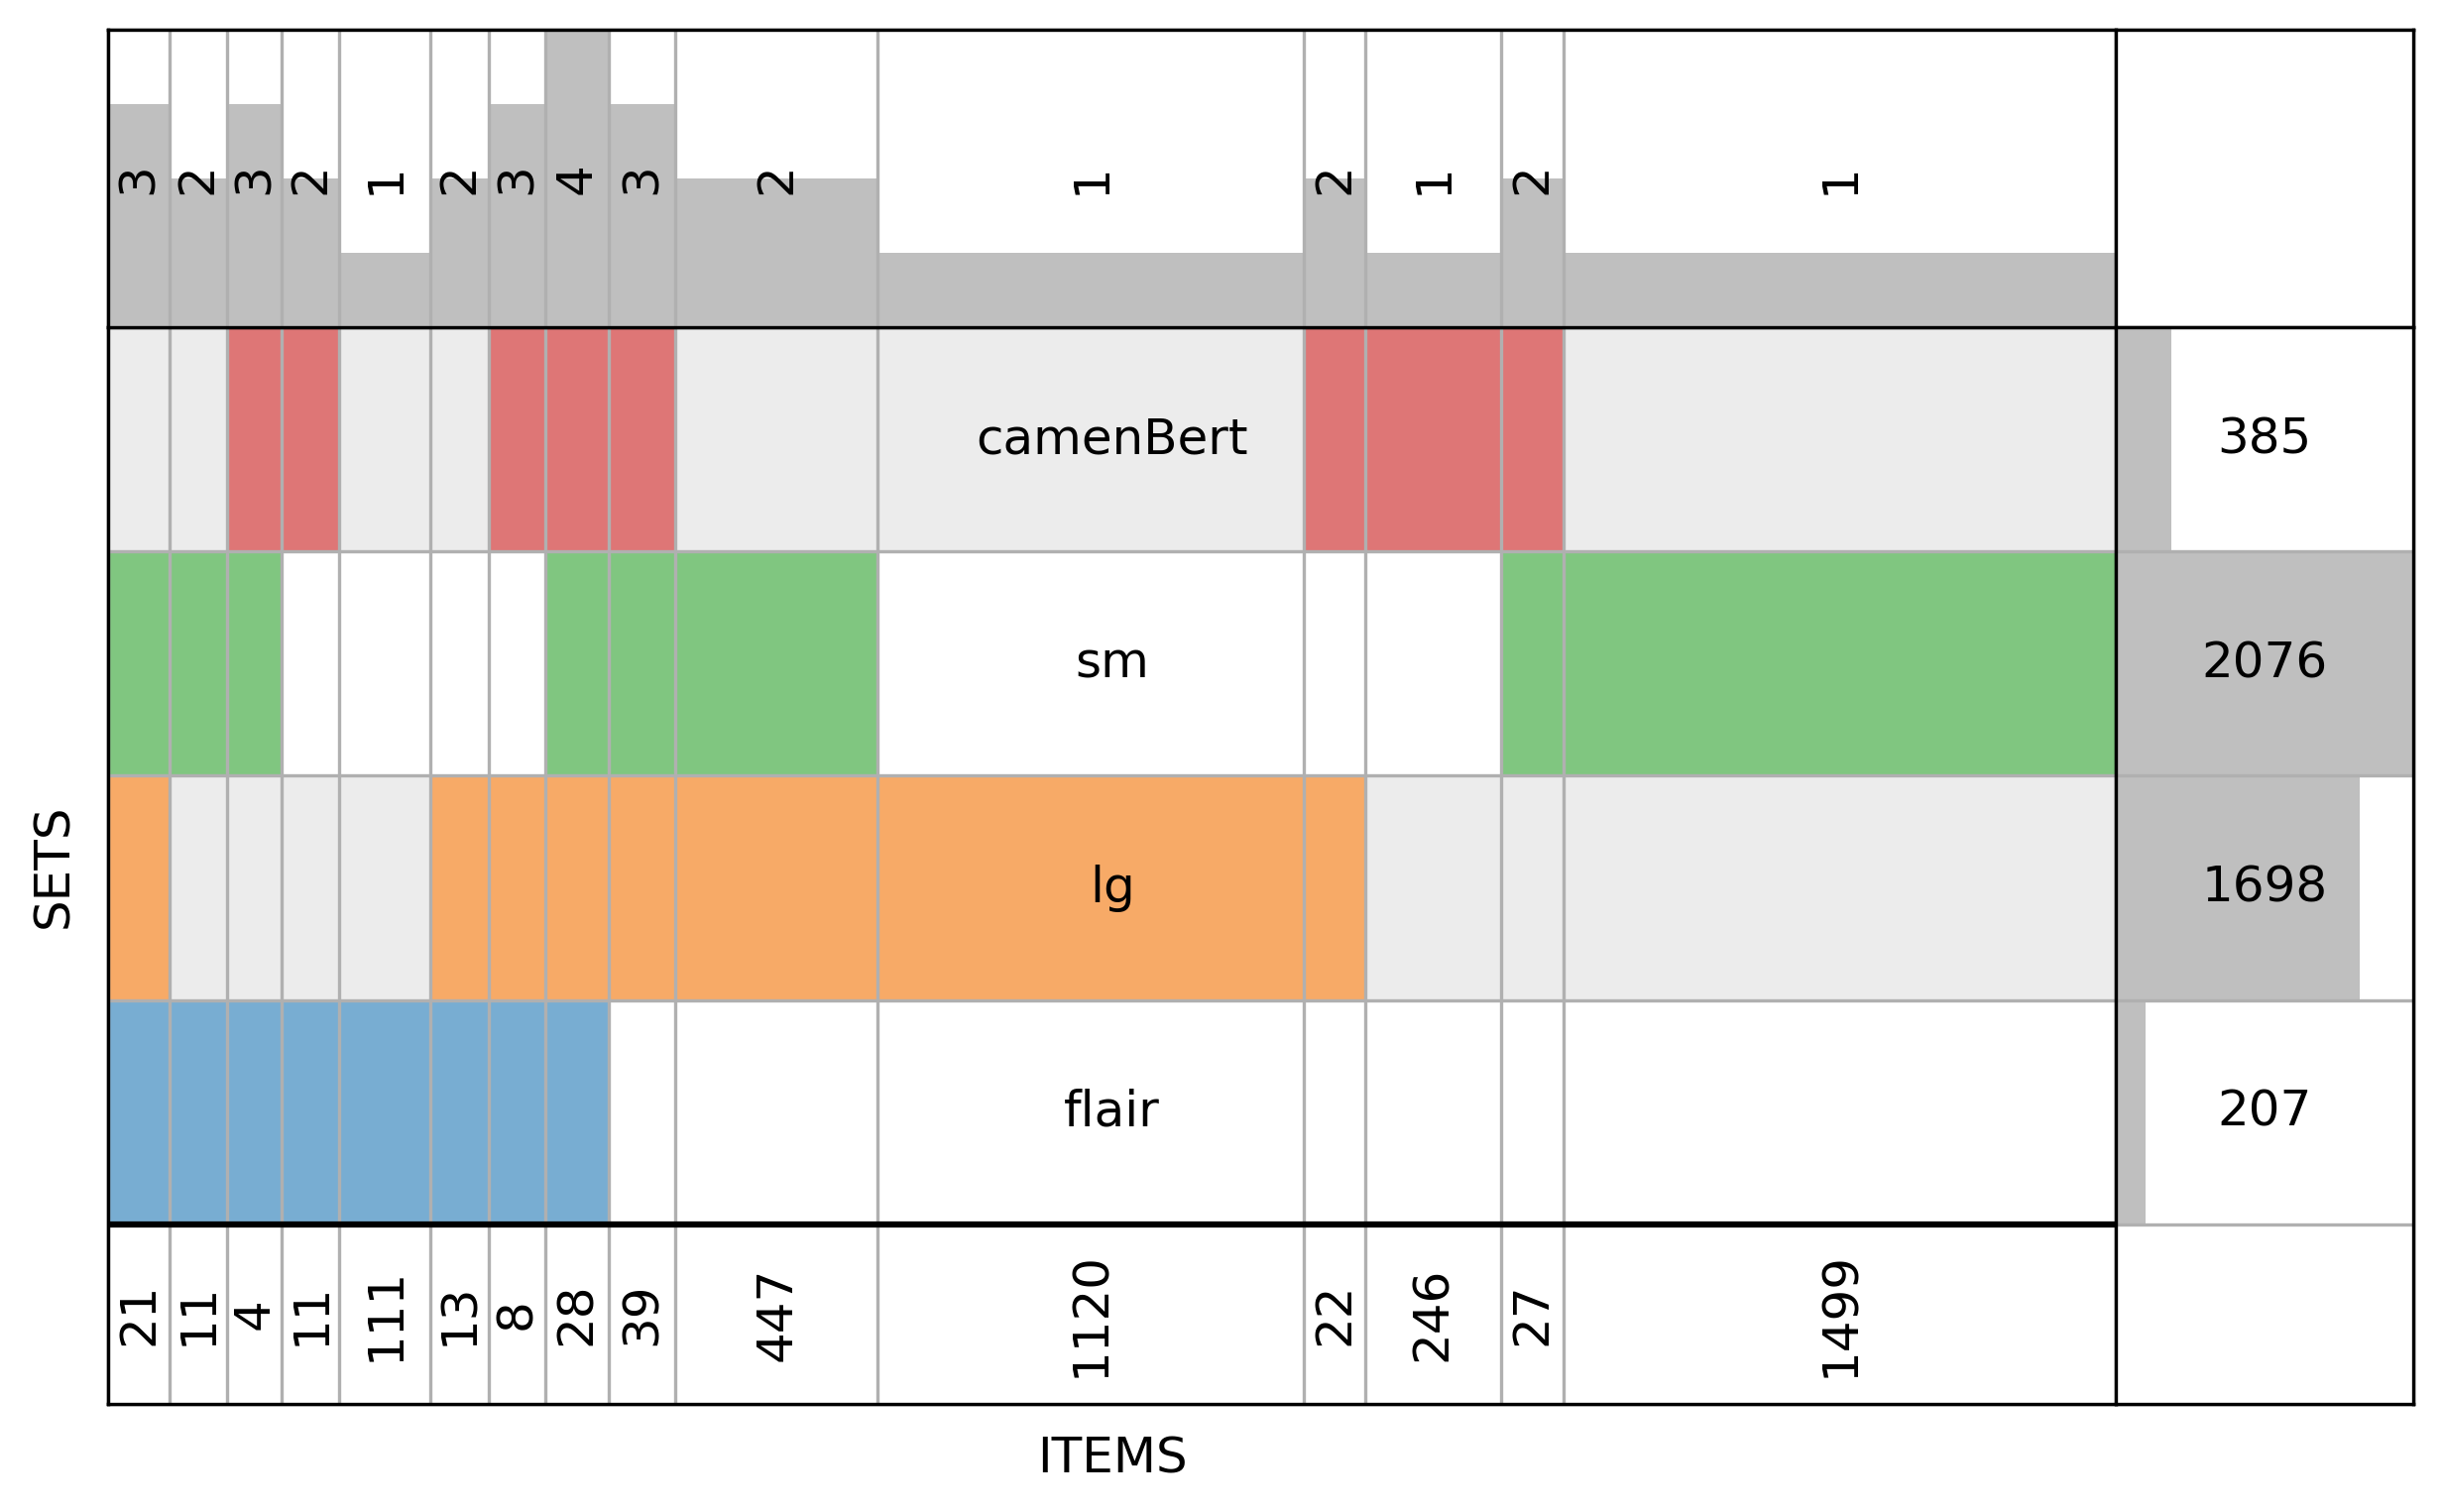 3 2 3 2 1 2 3 4 3 2 1 2 1 2 1
camenBert 385
sm 2076
lg 1698
flair 207
SETS
21 11 4 11 111 13 8 28 39 447 1120 22 246 27 1499
ITEMS